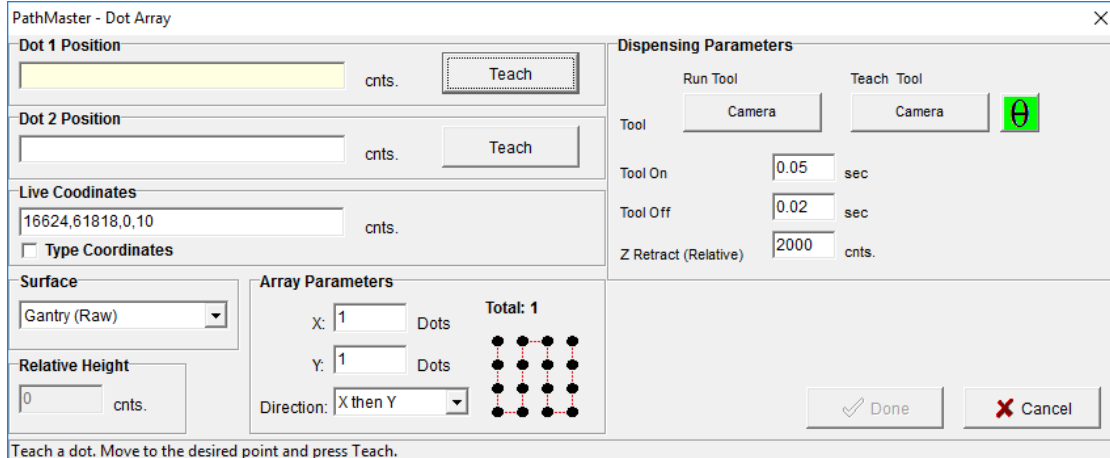 PathMaster - Dot Array
Dot 1 Position
cnts.
Teach
Dot 2 Position
cnts.
Teach
Live Coodinates
16624,61818,0,10
cnts.
Type Coordinates
Surface
Gantry (Raw)
Relative Height
0
cnts.
Array Parameters
X: 1 Dots
Total: 1
Y: 1 Dots
Direction: X then Y
Dispensing Parameters
Run Tool Teach Tool
Tool Camera Camera θ
Tool On 0.05 sec
Tool Off 0.02 sec
Z Retract (Relative) 2000 cnts.
Done
Cancel
Teach a dot. Move to the desired point and press Teach.